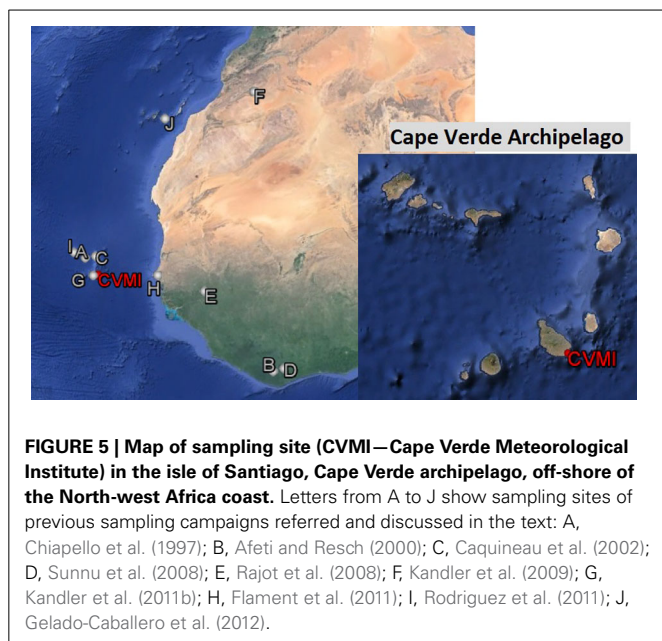 F
J
Cape Verde Archipelago
I A C
G CVMI H
E
B D
CVMI
FIGURE 5 | Map of sampling site (CVMI—Cape Verde Meteorological
Institute) in the isle of Santiago, Cape Verde archipelago, off-shore of
the North-west Africa coast. Letters from A to J show sampling sites of
previous sampling campaigns referred and discussed in the text: A,
Chiapello et al. (1997); B, Afeti and Resch (2000); C, Caquineau et al. (2002);
D, Sunnu et al. (2008); E, Rajot et al. (2008); F, Kandler et al. (2009); G,
Kandler et al. (2011b); H, Flament et al. (2011); I, Rodriguez et al. (2011); J,
Gelado-Caballero et al. (2012).